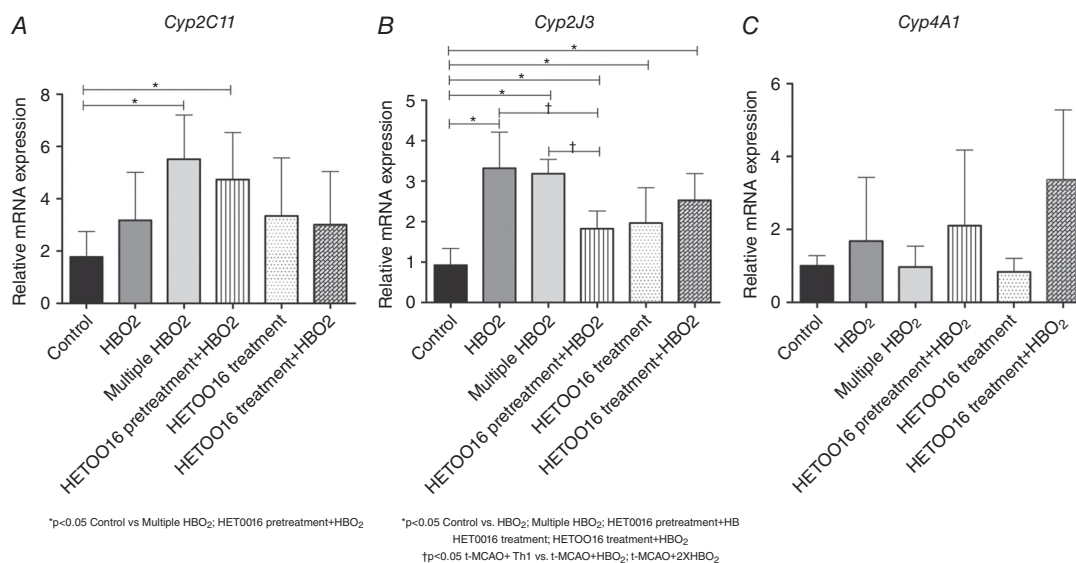 A
Cyp2C11
Relative mRNA expression
8
6
4
2
0
*
*
Control
HBO2
Multiple HBO2
HETOO16 pretreatment+HBO2
HETOO16 treatment
HETOO16 treatment+HBO2
*p<0.05 Control vs Multiple HBO₂; HET0016 pretreatment+HBO₂
B
Cyp2J3
Relative mRNA expression
5
4
3
2
1
0
*
*
*
*
*
†
†
Control
HBO2
Multiple HBO2
HETOO16 pretreatment+HBO2
HETOO16 treatment
HETOO16 treatment+HBO2
*p<0.05 Control vs. HBO₂; Multiple HBO₂; HET0016 pretreatment+HB
HET0016 treatment; HETOO16 treatment+HBO₂
†p<0.05 t-MCAO+ Th1 vs. t-MCAO+HBO₂; t-MCAO+2XHBO₂
C
Cyp4A1
Relative mRNA expression
6
4
2
0
Control
HBO₂
Multiple HBO₂
HETOO16 pretreatment+HBO₂
HETOO16 treatment
HETOO16 treatment+HBO₂